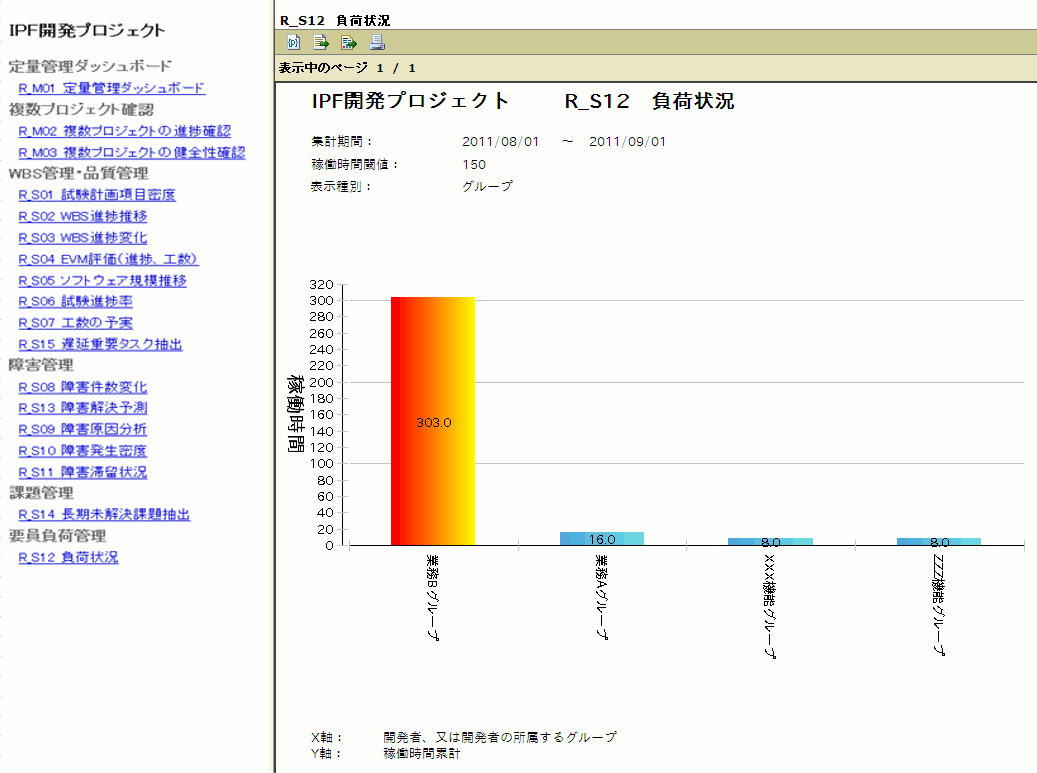 IPF開発プロジェクト
定量管理ダッシュボード
R_M01 定量管理ダッシュボード
複数プロジェクト確認
R_M02 複数プロジェクトの進捗確認
R_M03 複数プロジェクトの健全性確認
WBS管理・品質管理
R_S01 試験計画項目密度
R_S02 WBS進捗推移
R_S03 WBS進捗変化
R_S04 EVM評価（進捗、工数）
R_S05 ソフトウェア規模推移
R_S06 試験進捗率
R_S07 工数の予実
R_S15 遅延重要タスク抽出
障害管理
R_S08 障害件数変化
R_S13 障害解決予測
R_S09 障害原因分析
R_S10 障害発生密度
R_S11 障害滞留状況
課題管理
R_S14 長期未解決課題抽出
要員負荷管理
R_S12 負荷状況
R_S12 負荷状況
表示中のページ 1 / 1
IPF開発プロジェクト R_S12 負荷状況
集計期間： 2011/08/01 ～ 2011/09/01
稼働時間閾値： 150
表示種別： グループ
稼働時間
320
300
280
260
240
220
200
180
160
140
120
100
80
60
40
20
0
303.0
16.0
8.0
8.0
業務Bグループ
業務Aグループ
XXX機能グループ
ZZZ機能グループ
X軸： 開発者、又は開発者の所属するグループ
Y軸： 稼働時間累計